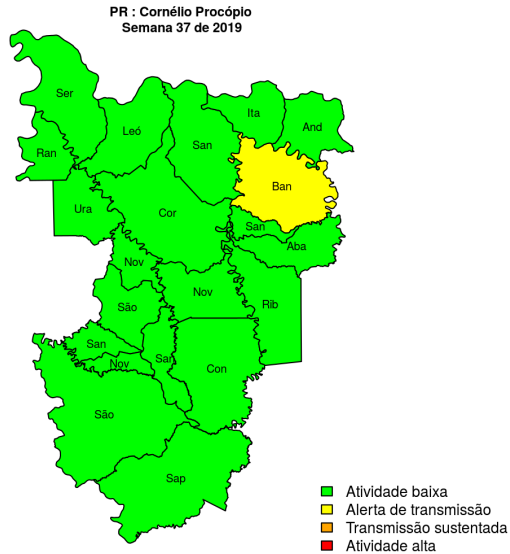 PR : Cornélio Procópio
Semana 37 de 2019
Ser
Ita
And
Leó
San
Ran
Ban
Ura
Cor
San
Aba
Nov
Nov
Rib
São
San
San
Nov
Con
São
Sap
Atividade baixa
Alerta de transmissão
Transmissão sustentada
Atividade alta